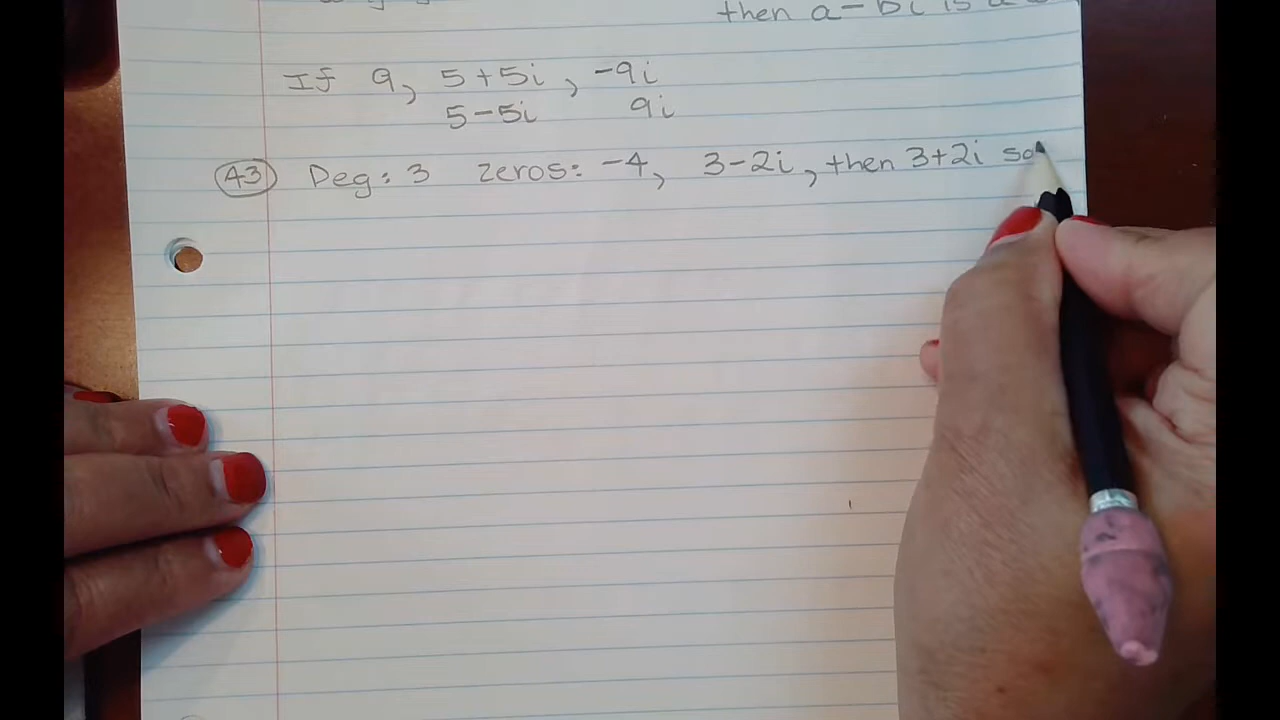 then a - bi is a
If 9, 5+5i, -9i
5-5i 9i
43 Deg: 3 zeros: -4, 3-2i, then 3+2i so